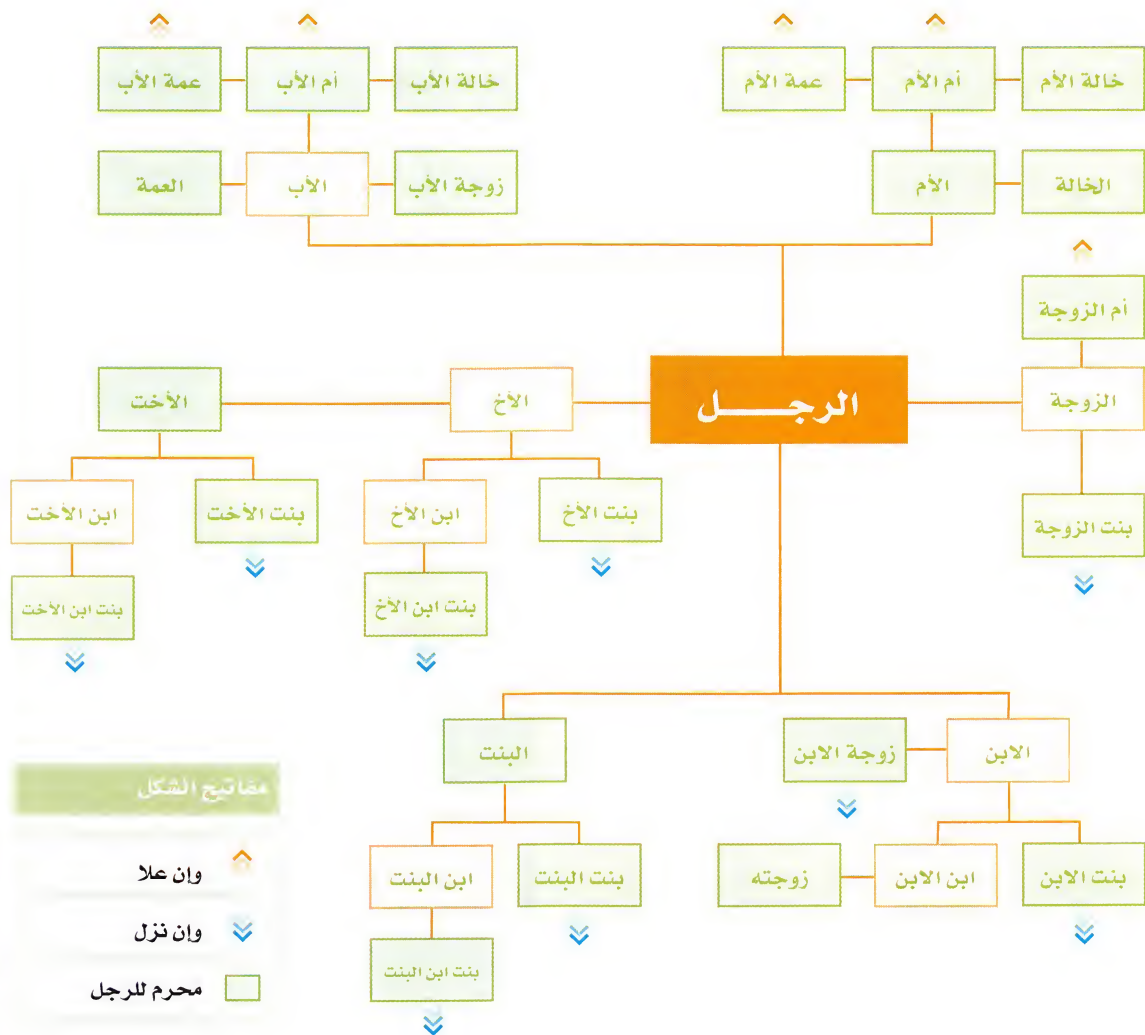 خالة الأم
أم الأم
عمة الأم
خالة الأب
أم الأب
عمة الأب
الخالة
الأم
زوجة الأب
الأب
العمة
أم الزوجة
الزوجة
بنت الزوجة
الرجـــــل
الأخ
الأخت
بنت الأخ
ابن الأخ
بنت الأخت
ابن الأخت
بنت ابن الأخ
بنت ابن الأخت
الابن
زوجة الابن
البنت
بنت الابن
ابن الابن
زوجته
بنت البنت
ابن البنت
بنت ابن البنت
مفاتيح الشكل
وإن علا
وإن نزل
محرم للرجل